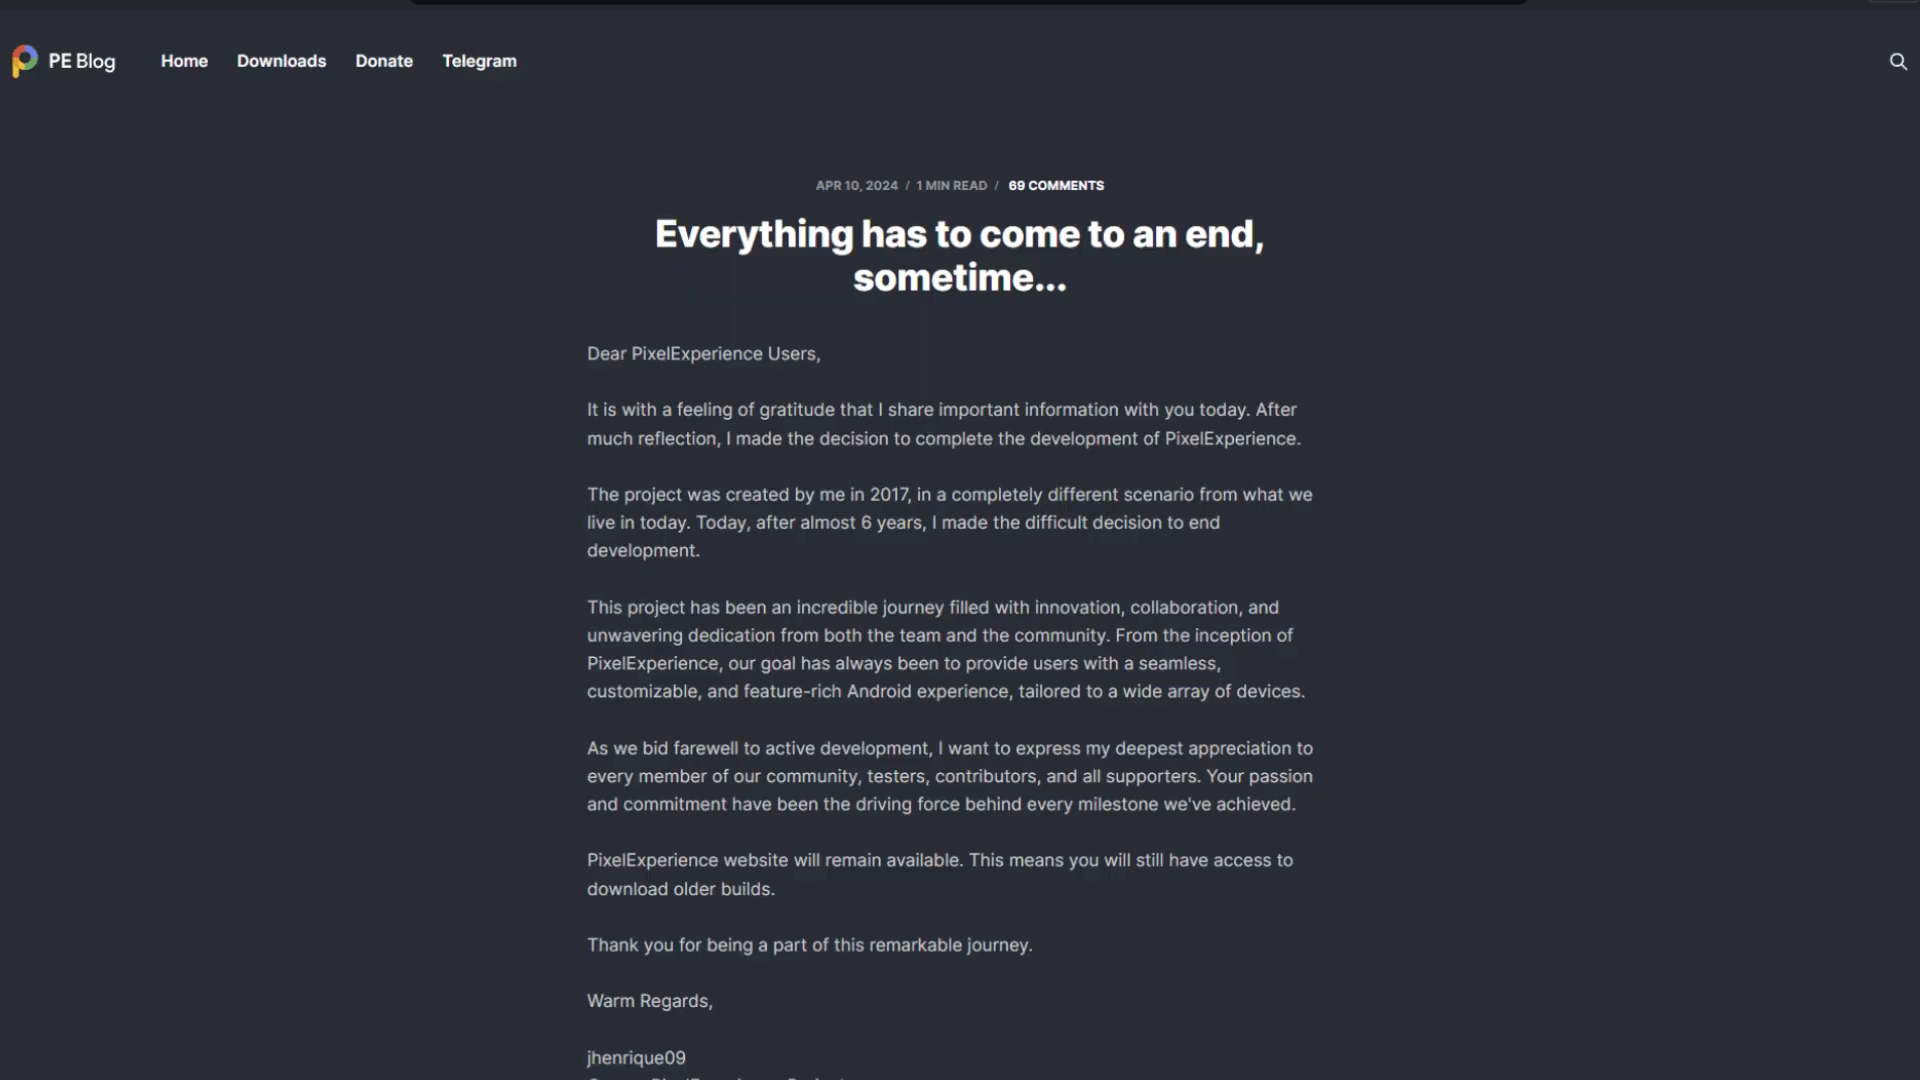 PE Blog
Home
Downloads
Donate
Telegram
APR 10, 2024 / 1 MIN READ / 69 COMMENTS
Everything has to come to an end,
sometime...
Dear PixelExperience Users,
It is with a feeling of gratitude that I share important information with you today. After
much reflection, I made the decision to complete the development of PixelExperience.
The project was created by me in 2017, in a completely different scenario from what we
live in today. Today, after almost 6 years, I made the difficult decision to end
development.
This project has been an incredible journey filled with innovation, collaboration, and
unwavering dedication from both the team and the community. From the inception of
PixelExperience, our goal has always been to provide users with a seamless,
customizable, and feature-rich Android experience, tailored to a wide array of devices.
As we bid farewell to active development, I want to express my deepest appreciation to
every member of our community, testers, contributors, and all supporters. Your passion
and commitment have been the driving force behind every milestone we've achieved.
PixelExperience website will remain available. This means you will still have access to
download older builds.
Thank you for being a part of this remarkable journey.
Warm Regards,
jhenrique09